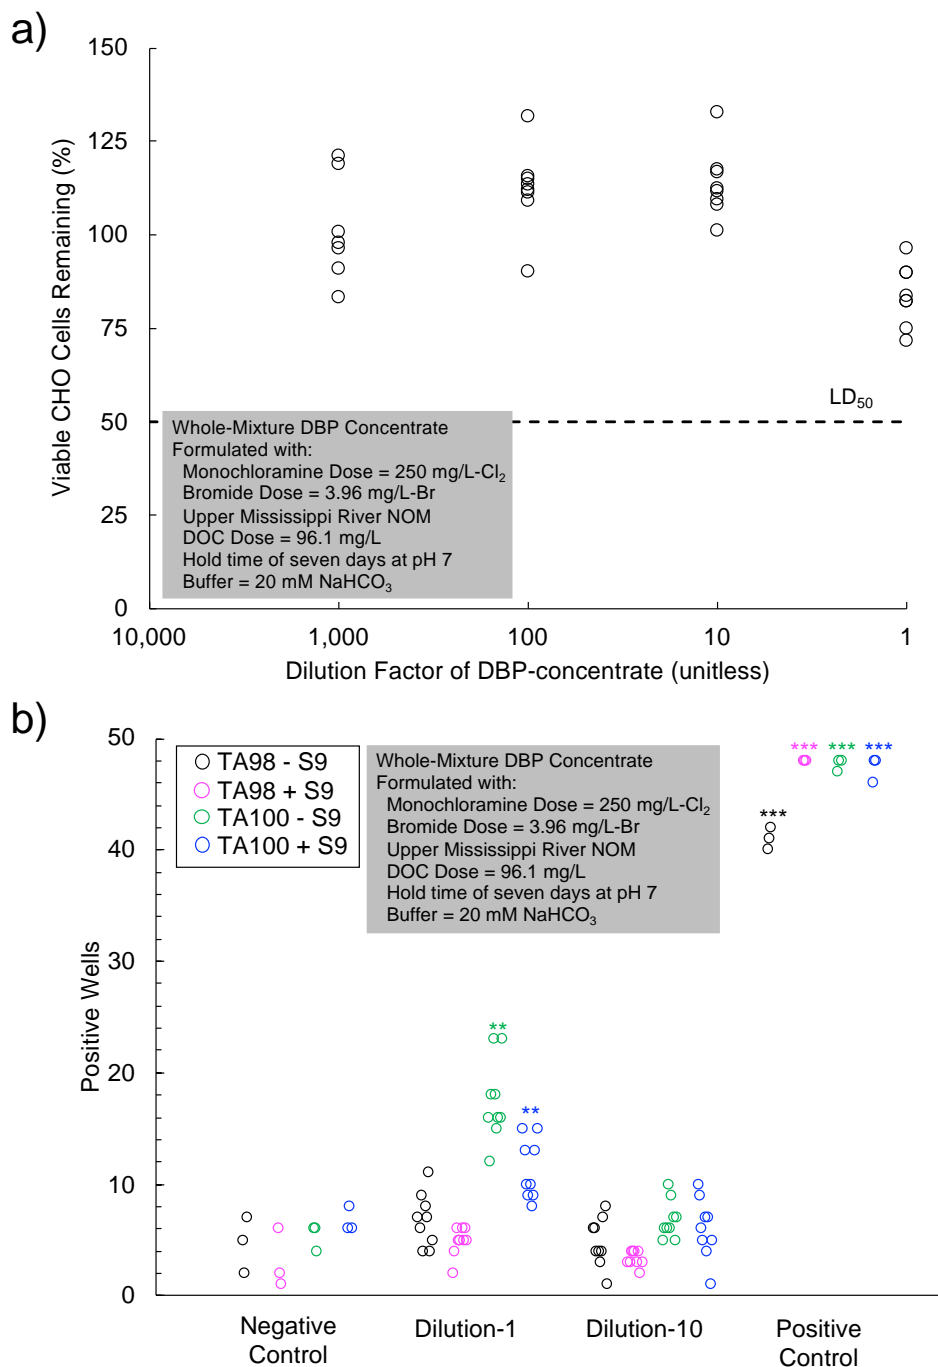 a)
150
125
100
75
50
25
0
Viable CHO Cells Remaining (%)
LD50
Whole-Mixture DBP Concentrate
Formulated with:
Monochloramine Dose = 250 mg/L-Cl2
Bromide Dose = 3.96 mg/L-Br
Upper Mississippi River NOM
DOC Dose = 96.1 mg/L
Hold time of seven days at pH 7
Buffer = 20 mM NaHCO3
10,000 1,000 100 10 1
Dilution Factor of DBP-concentrate (unitless)
b)
50
40
30
20
10
0
Positive Wells
TA98 - S9
TA98 + S9
TA100 - S9
TA100 + S9
Whole-Mixture DBP Concentrate
Formulated with:
Monochloramine Dose = 250 mg/L-Cl2
Bromide Dose = 3.96 mg/L-Br
Upper Mississippi River NOM
DOC Dose = 96.1 mg/L
Hold time of seven days at pH 7
Buffer = 20 mM NaHCO3
*** *** ***
***
**
**
Negative Control
Dilution-1
Dilution-10
Positive Control